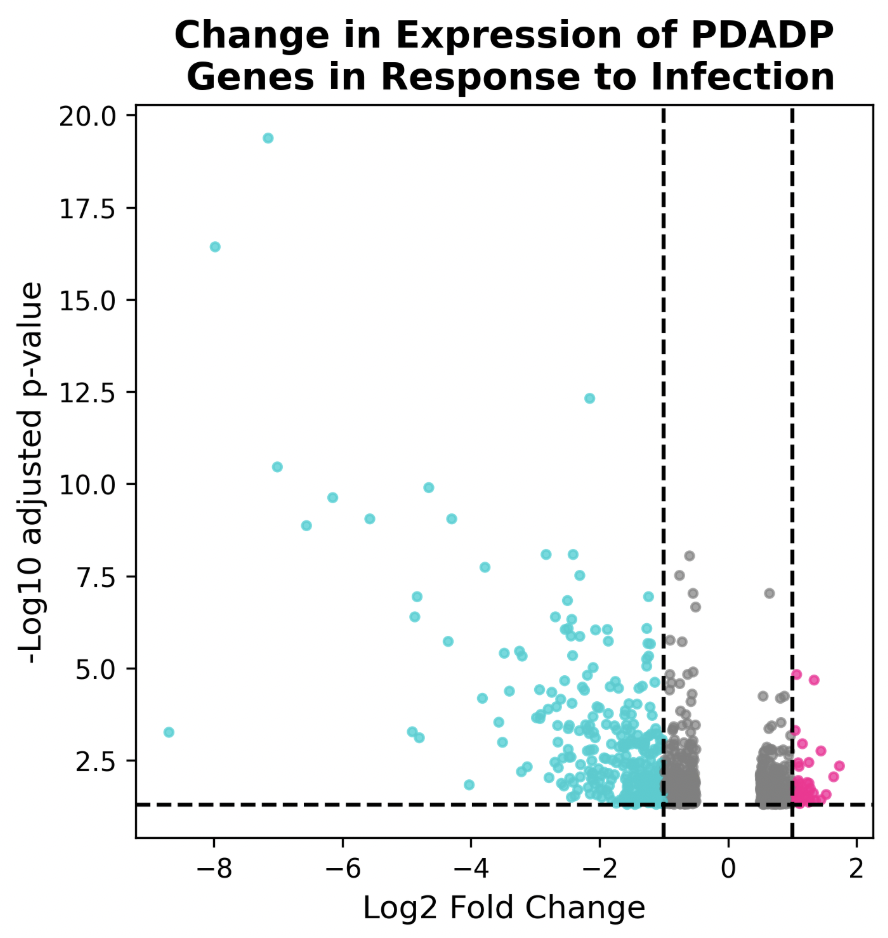 Change in Expression of PDADP
Genes in Response to Infection
20.0
17.5
15.0
12.5
10.0
7.5
5.0
2.5
-Log10 adjusted p-value
−8 −6 −4 −2 0 2
Log2 Fold Change